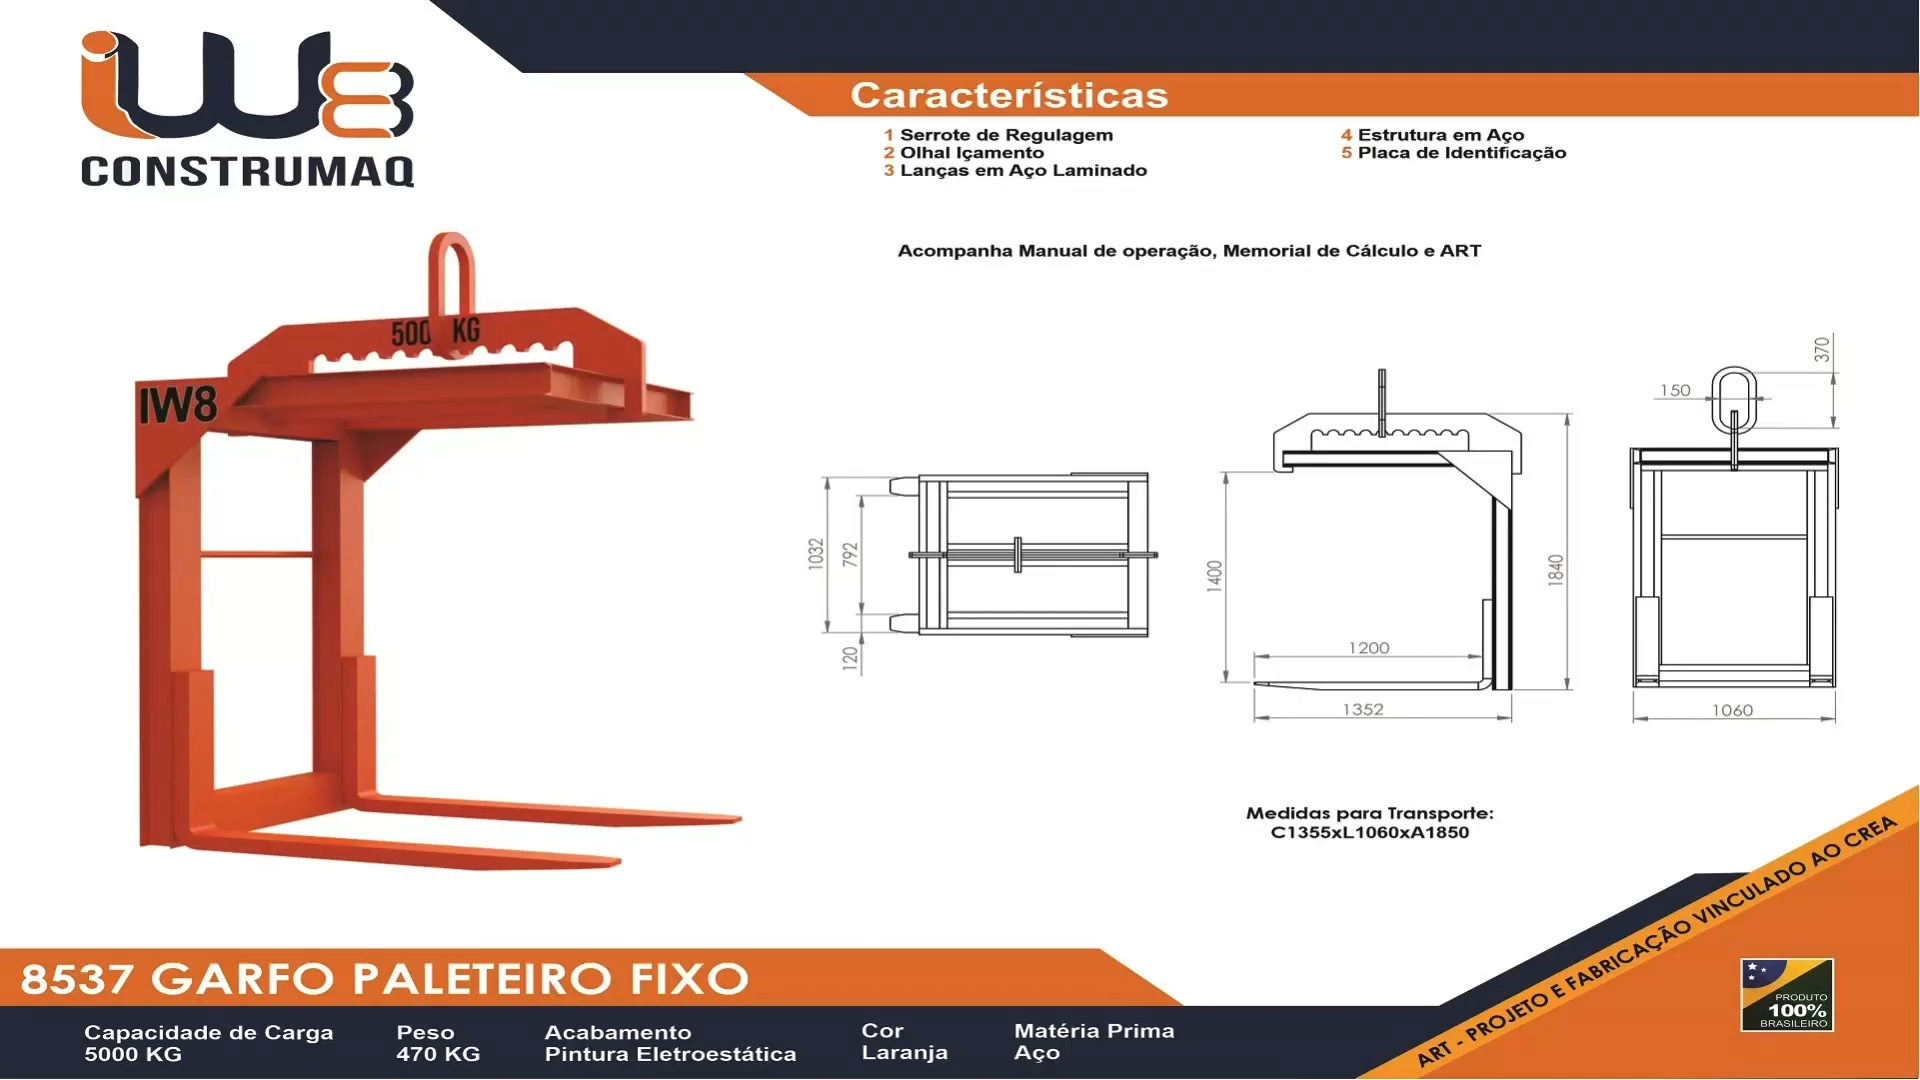 iW8
CONSTRUMAQ
Características
1 Serrote de Regulagem
2 Olhal Içamento
3 Lanças em Aço Laminado
4 Estrutura em Aço
5 Placa de Identificação
Acompanha Manual de operação, Memorial de Cálculo e ART
500 KG
IW8
1032
792
120
1400
1200
1352
1840
150
370
1060
Medidas para Transporte:
C1355xL1060xA1850
ART - PROJETO E FABRICAÇÃO VINCULADO AO CREA
PRODUTO
100%
BRASILEIRO
8537 GARFO PALETEIRO FIXO
Capacidade de Carga
5000 KG
Peso
470 KG
Acabamento
Pintura Eletroestática
Cor
Laranja
Matéria Prima
Aço